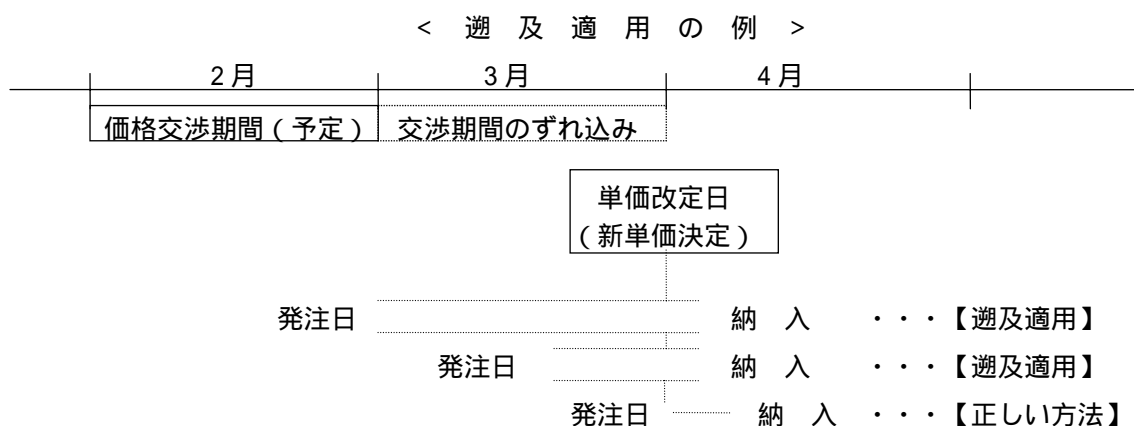 < 遡 及 適 用 の 例 >
2月 3月 4月
価格交渉期間(予定) 交渉期間のずれ込み
単価改定日
(新単価決定)
発注日 納 入 ・・・【遡及適用】
発注日 納 入 ・・・【遡及適用】
発注日 納 入 ・・・【正しい方法】